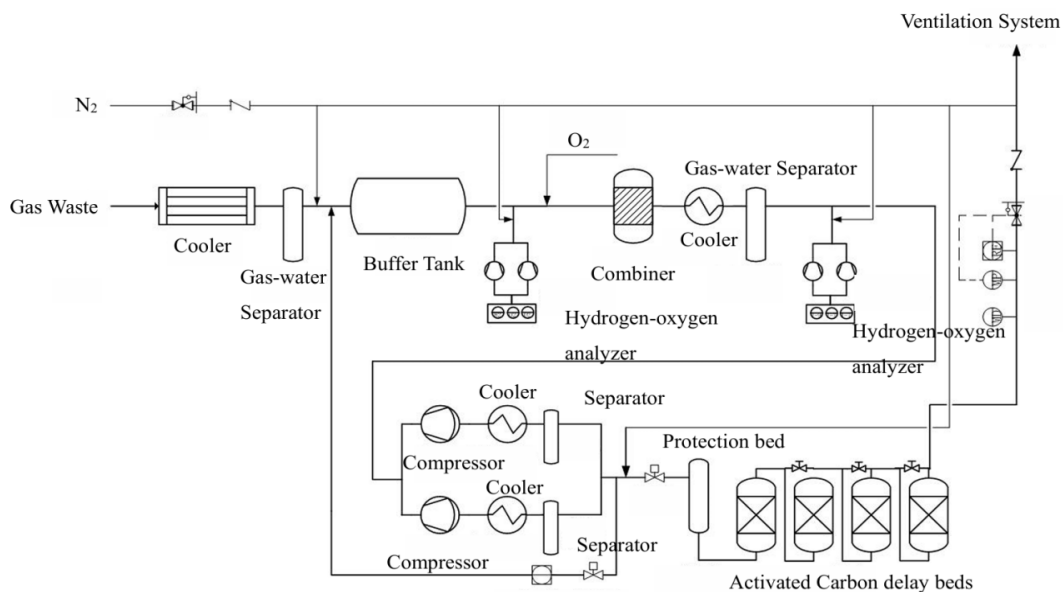 Ventilation System
N₂
O₂
Gas-water Separator
Gas Waste
Cooler
Buffer Tank
Combiner
Cooler
Gas-water
Separator
Hydrogen-oxygen
analyzer
Hydrogen-oxygen
analyzer
Cooler
Separator
Protection bed
Compressor
Cooler
Separator
Compressor
Activated Carbon delay beds